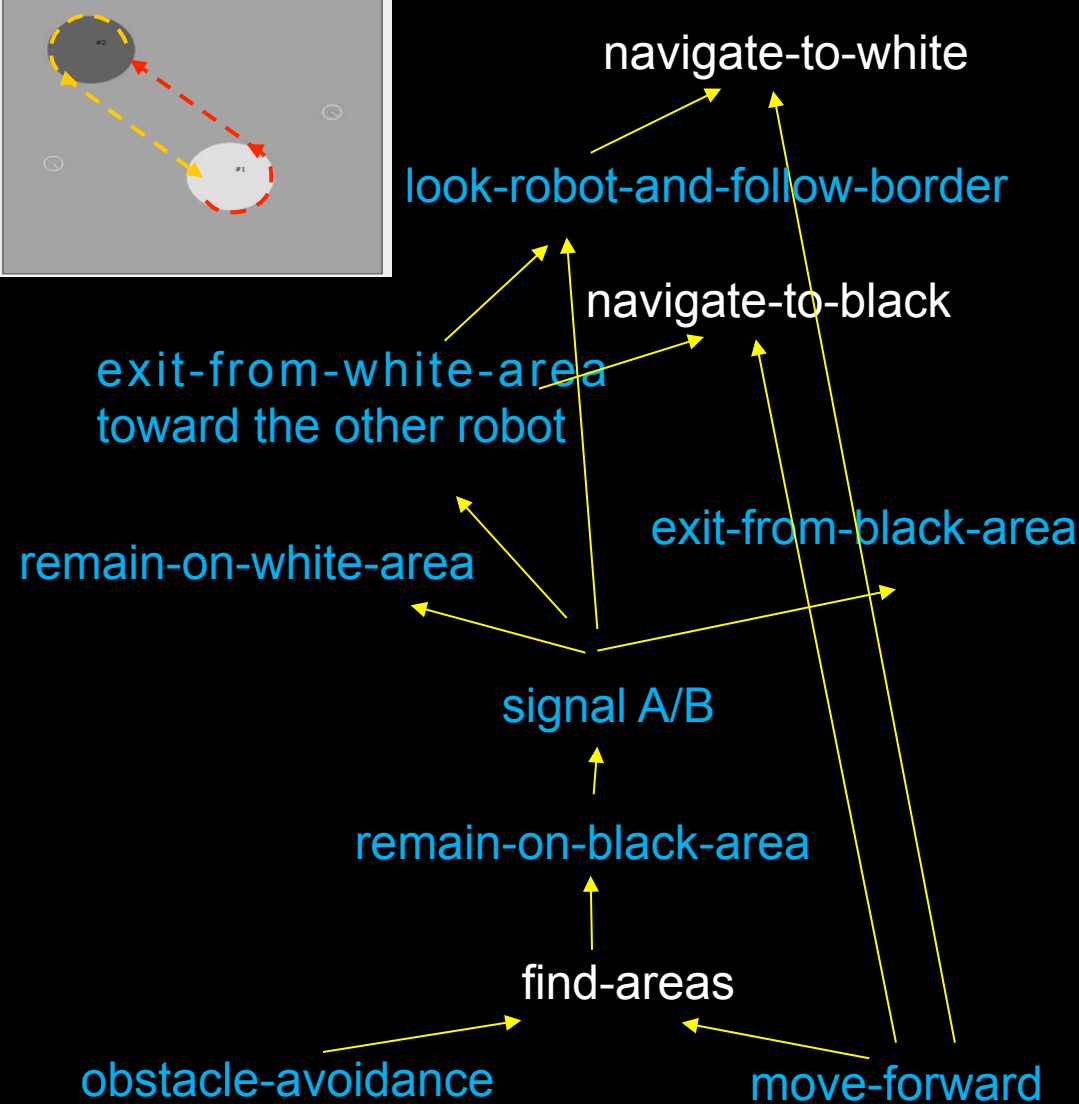 #2
#1
navigate-to-white
look-robot-and-follow-border
navigate-to-black
exit-from-white-area
toward the other robot
exit-from-black-area
remain-on-white-area
signal A/B
remain-on-black-area
find-areas
obstacle-avoidance
move-forward